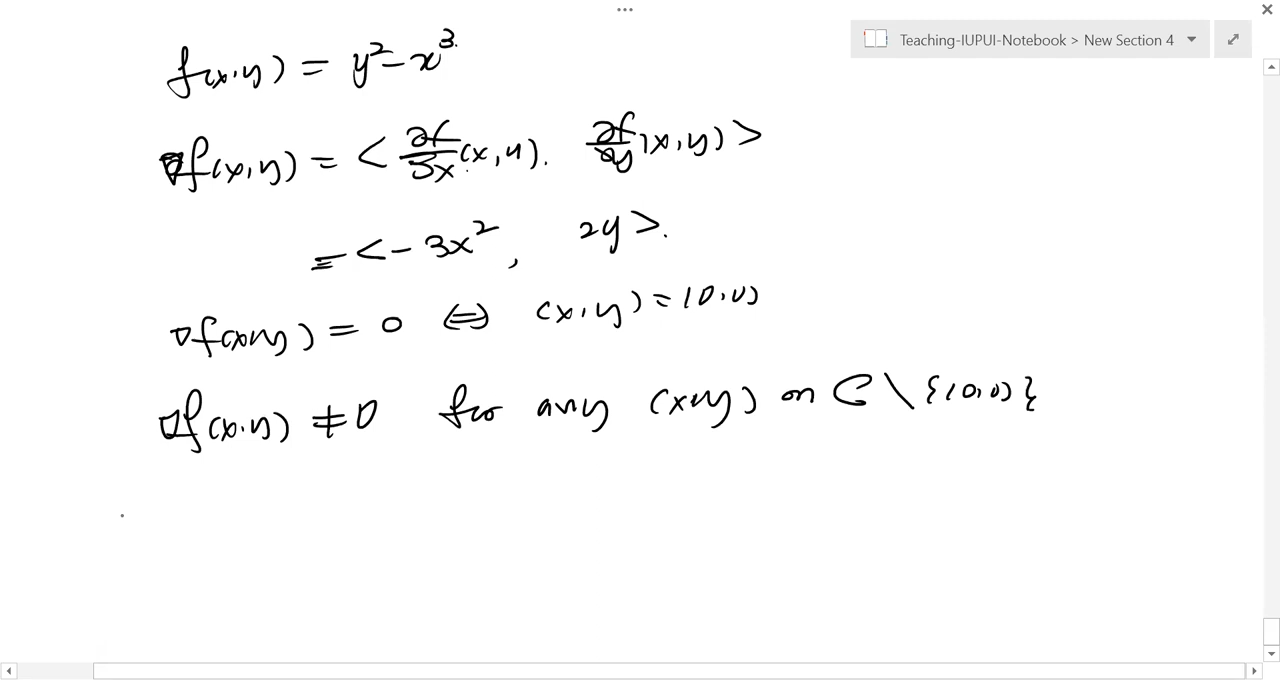 Teaching-IUPUI-Notebook > New Section 4
f(x,y) = y² - x³.
∇f(x,y) = < ∂f/∂x (x,y). ∂f/∂y (x,y) >
= < -3x², 2y >.
∇f(x,y) = 0 ⇔ (x,y) = (0,0)
∇f(x,y) ≠ 0 for any (x,y) on C \ {(0,0)}